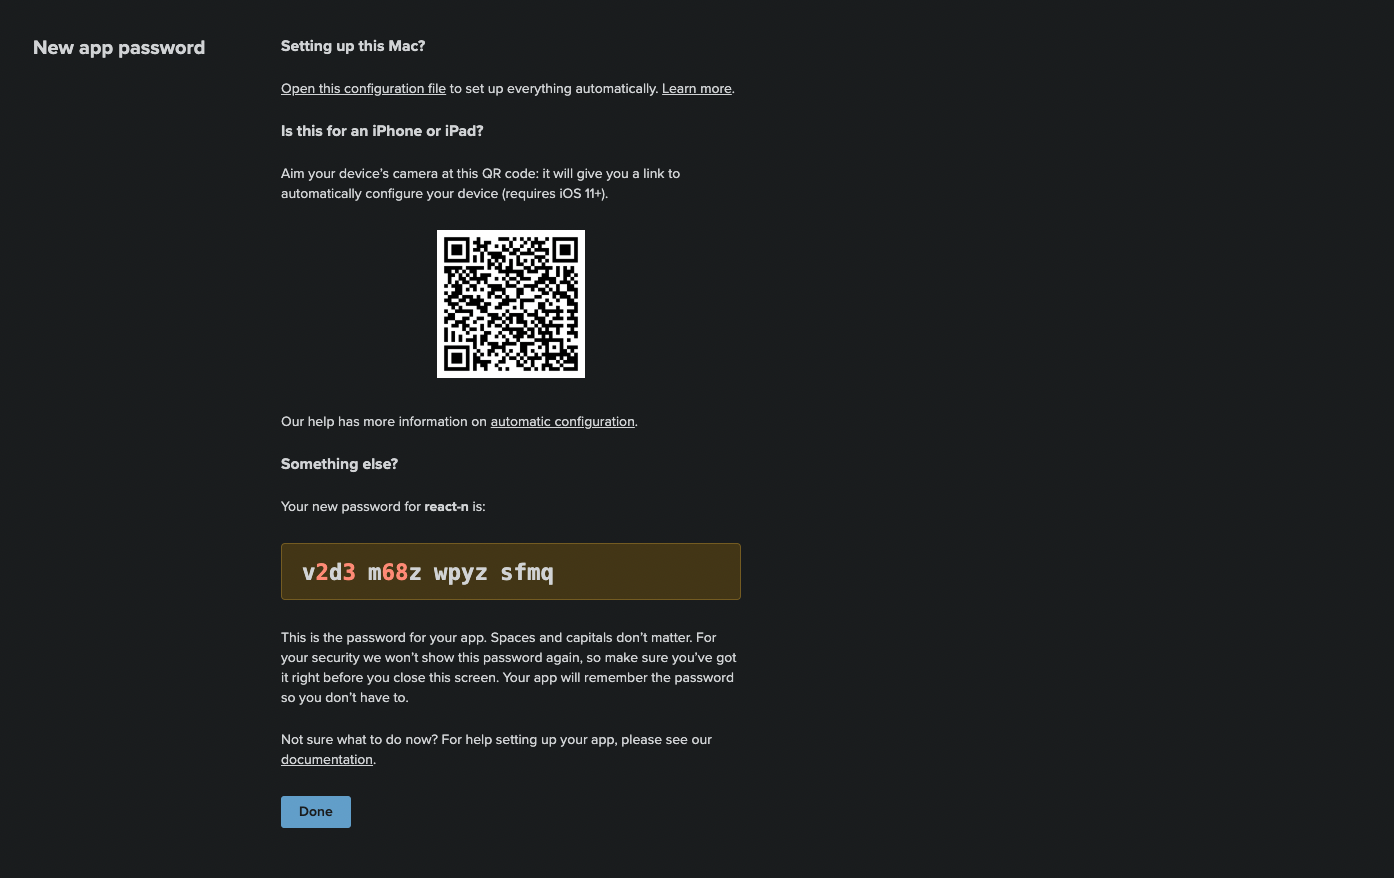 New app password
Setting up this Mac?
Open this configuration file to set up everything automatically. Learn more.
Is this for an iPhone or iPad?
Aim your device’s camera at this QR code: it will give you a link to
automatically configure your device (requires iOS 11+).
Our help has more information on automatic configuration.
Something else?
Your new password for react-n is:
v2d3 m68z wpyz sfmq
This is the password for your app. Spaces and capitals don’t matter. For
your security we won’t show this password again, so make sure you’ve got
it right before you close this screen. Your app will remember the password
so you don’t have to.
Not sure what to do now? For help setting up your app, please see our
documentation.
Done